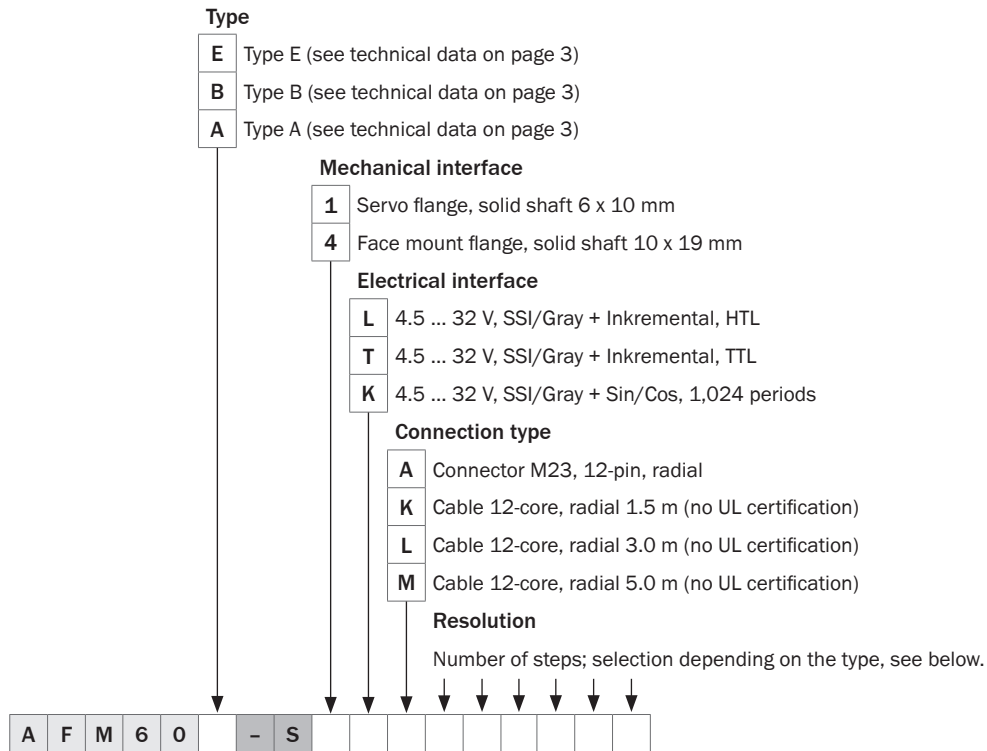 Type
E Type E (see technical data on page 3)
B Type B (see technical data on page 3)
A Type A (see technical data on page 3)
Mechanical interface
1 Servo flange, solid shaft 6 x 10 mm
4 Face mount flange, solid shaft 10 x 19 mm
Electrical interface
L 4.5 ... 32 V, SSI/Gray + Inkremental, HTL
T 4.5 ... 32 V, SSI/Gray + Inkremental, TTL
K 4.5 ... 32 V, SSI/Gray + Sin/Cos, 1,024 periods
Connection type
A Connector M23, 12-pin, radial
K Cable 12-core, radial 1.5 m (no UL certification)
L Cable 12-core, radial 3.0 m (no UL certification)
M Cable 12-core, radial 5.0 m (no UL certification)
Resolution
Number of steps; selection depending on the type, see below.
A F M 6 0 – S